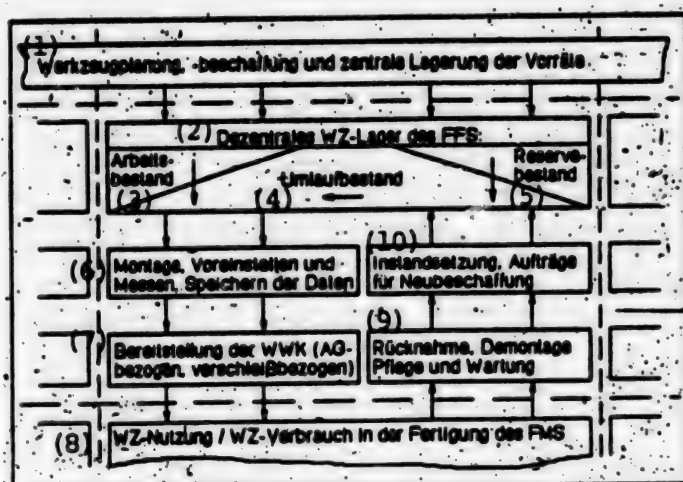 (1)
Werkzeugplanung, -beschaffung und zentrale Lagerung der Vorräte
(2) Dezentrales WZ-Lager des FFS:
Arbeits-
bestand
(3)
(4) Umlaufbestand
Reserve-
bestand
(5)
(6) Montage, Voreinstellen und
Messen, Speichern der Daten
(10)
Instandsetzung, Aufträge
für Neubeschaffung
(7) Bereitstellung der WWK (AG-
bezogen, verschleißbezogen)
(9)
Rücknahme, Demontage
Pflege und Wartung
(8) WZ-Nutzung / WZ-Verbrauch in der Fertigung des FMS